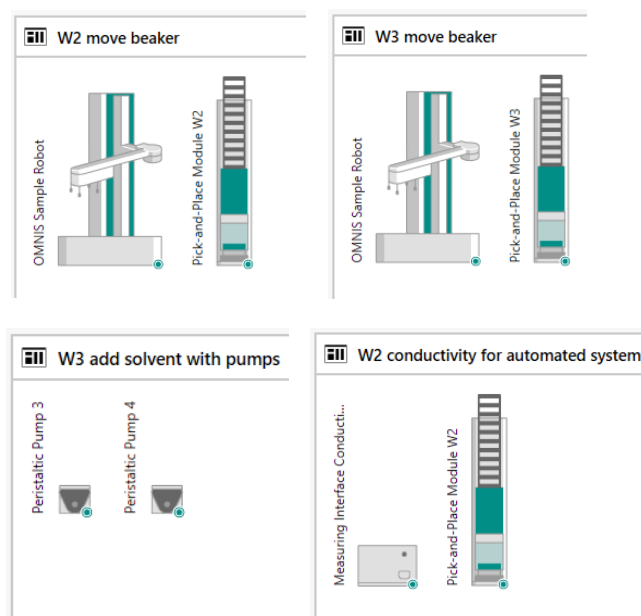 W2 move beaker
OMNIS Sample Robot
Pick-and-Place Module W2
W3 move beaker
OMNIS Sample Robot
Pick-and-Place Module W3
W3 add solvent with pumps
Peristaltic Pump 3
Peristaltic Pump 4
W2 conductivity for automated system
Measuring Interface Conducti...
Pick-and-Place Module W2